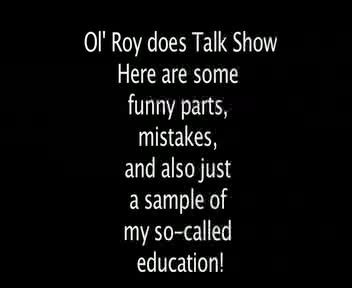 Ol' Roy does Talk Show
Here are some
funny parts,
mistakes,
and also just
a sample of
my so-called
education!